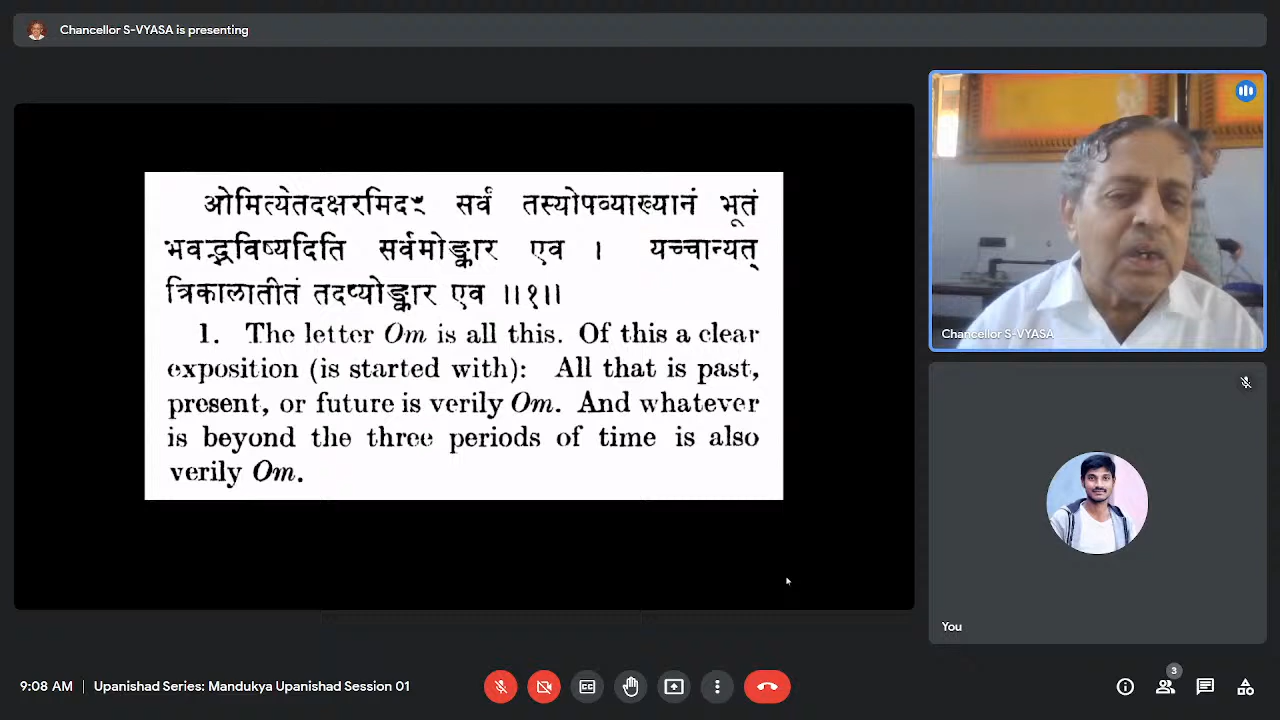 Chancellor S-VYASA is presenting
ओमित्येतदक्षरमिदꣳ सर्वं तस्योपव्याख्यानं भूतं
भवद्भविष्यदिति सर्वमोङ्कार एव । यच्चान्यत्
त्रिकालातीतं तदप्योङ्कार एव ॥१॥
1. The letter Om is all this. Of this a clear
exposition (is started with): All that is past,
present, or future is verily Om. And whatever
is beyond the three periods of time is also
verily Om.
Chancellor S-VYASA
You
9:08 AM | Upanishad Series: Mandukya Upanishad Session 01
3